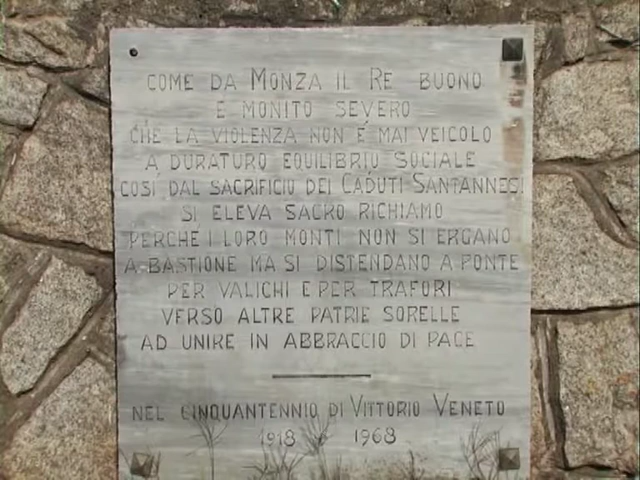 COME DA MONZA IL RE BUONO
E MONITO SEVERO
CHE LA VIOLENZA NON É MAI VEICOLO
A DURATURO EQUILIBRIO SOCIALE
COSÍ DAL SACRIFICIO DEI CADUTI SANTANNESI
SI ELEVA SACRO RICHIAMO
PERCHÉ I LORO MONTI NON SI ERGANO
A BASTIONE MA SI DISTENDANO A PONTE
PER VALICHI E PER TRAFORI
VERSO ALTRE PATRIE SORELLE
AD UNIRE IN ABBRACCIO DI PACE
NEL CINQUANTENNIO DI VITTORIO VENETO
1918 1968